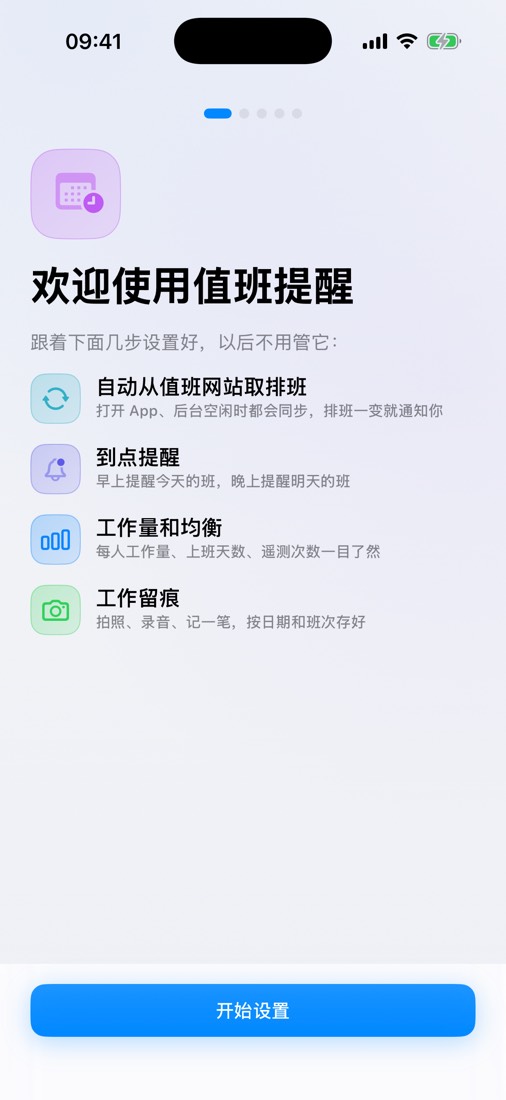 09:41
欢迎使用值班提醒
跟着下面几步设置好，以后不用管它：
自动从值班网站取排班
打开 App、后台空闲时都会同步，排班一变就通知你
到点提醒
早上提醒今天的班，晚上提醒明天的班
工作量和均衡
每人工作量、上班天数、遥测次数一目了然
工作留痕
拍照、录音、记一笔，按日期和班次存好
开始设置